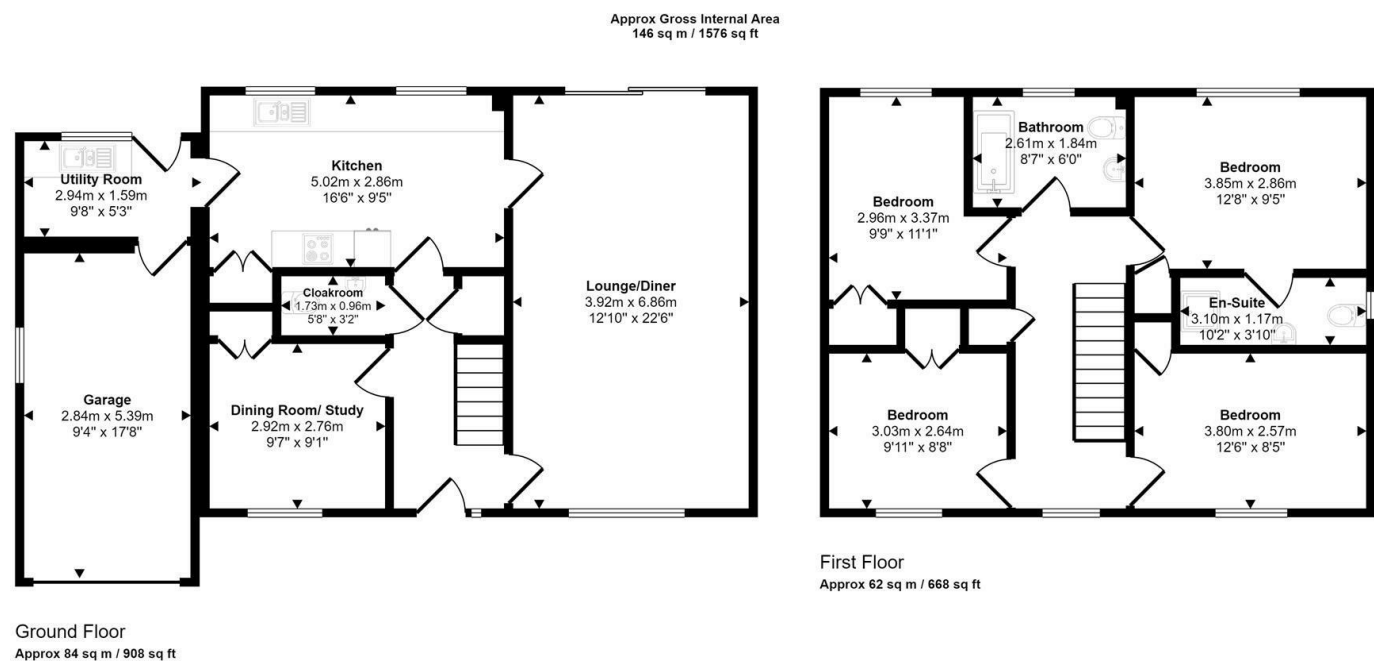 Approx Gross Internal Area
146 sq m / 1576 sq ft
Utility Room
2.94m x 1.59m
9'8" x 5'3"
Kitchen
5.02m x 2.86m
16'6" x 9'5"
Cloakroom
1.73m x 0.96m
5'8" x 3'2"
Lounge/Diner
3.92m x 6.86m
12'10" x 22'6"
Garage
2.84m x 5.39m
9'4" x 17'8"
Dining Room/ Study
2.92m x 2.76m
9'7" x 9'1"
Ground Floor
Approx 84 sq m / 908 sq ft
Bathroom
2.61m x 1.84m
8'7" x 6'0"
Bedroom
3.85m x 2.86m
12'8" x 9'5"
Bedroom
2.96m x 3.37m
9'9" x 11'1"
En-Suite
3.10m x 1.17m
10'2" x 3'10"
Bedroom
3.03m x 2.64m
9'11" x 8'8"
Bedroom
3.80m x 2.57m
12'6" x 8'5"
First Floor
Approx 62 sq m / 668 sq ft